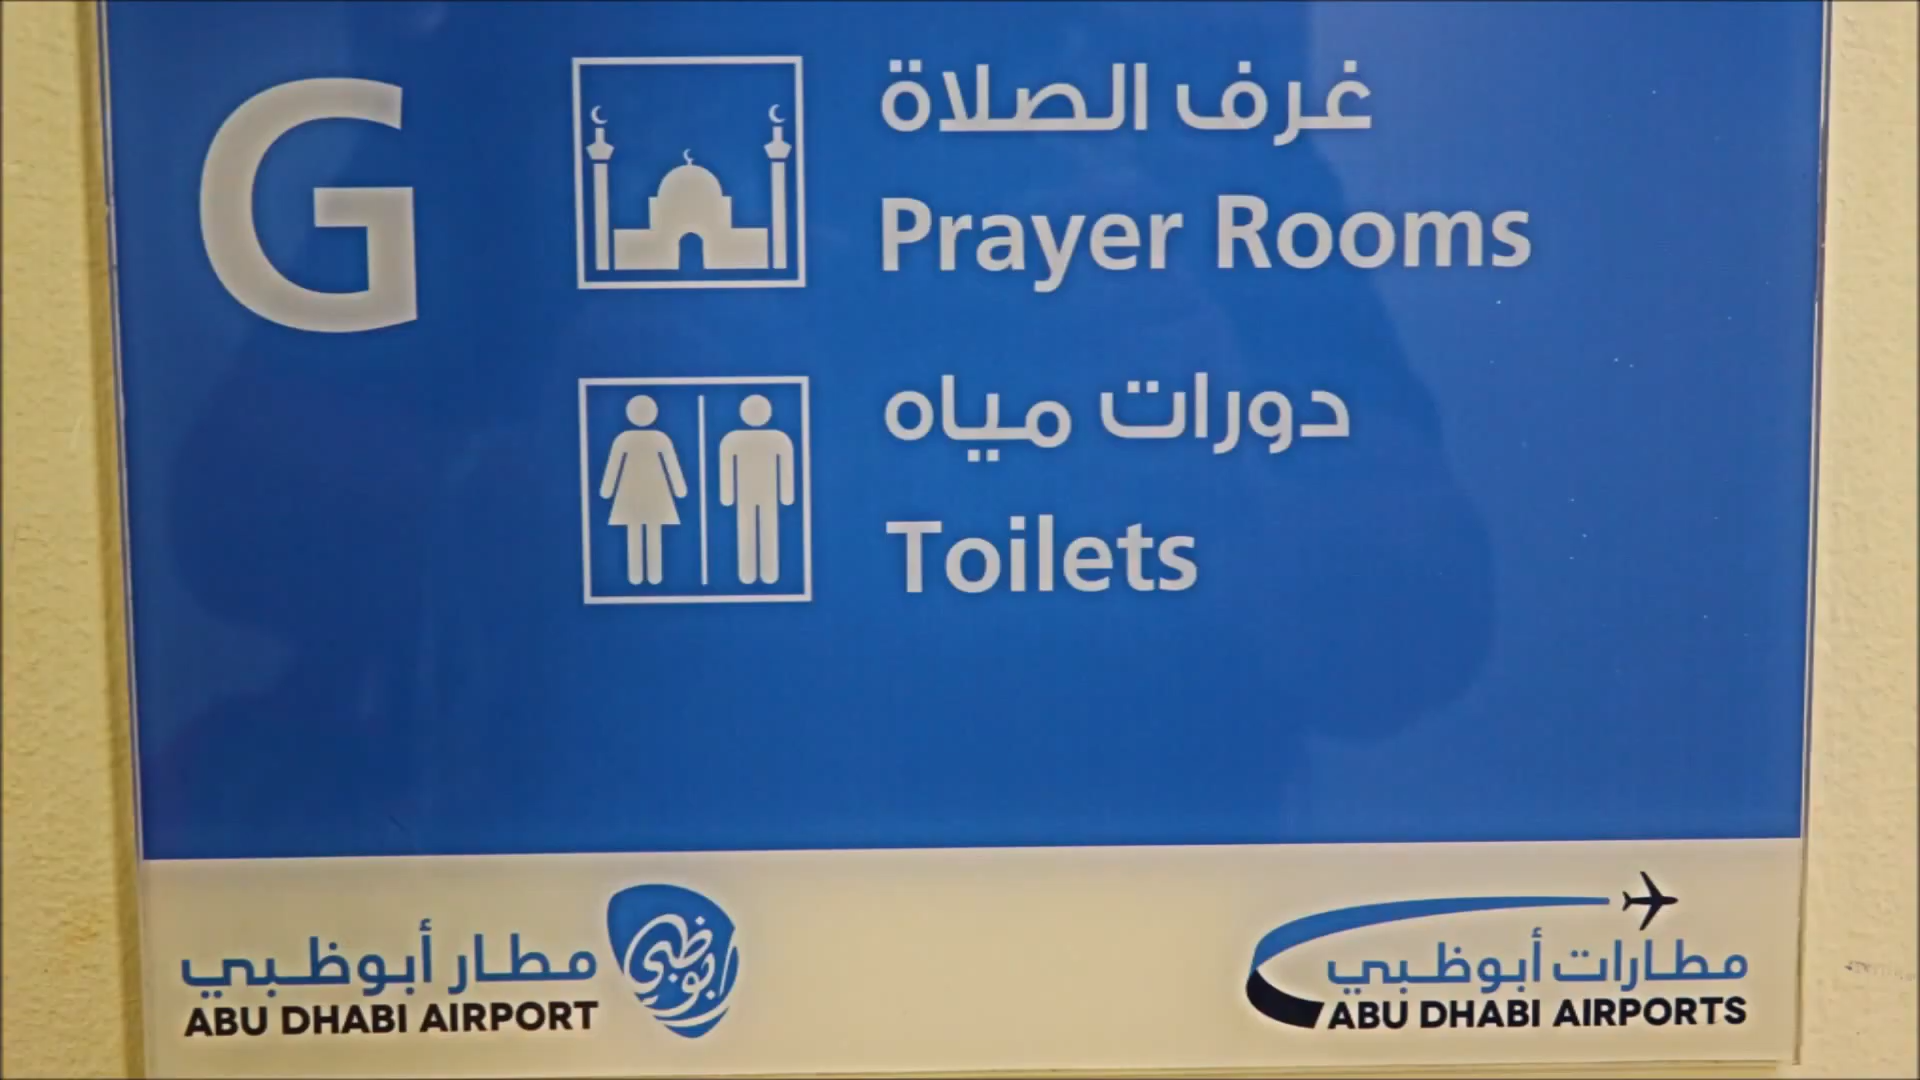 G
غرف الصلاة
Prayer Rooms
دورات مياه
Toilets
مطار أبوظبي
ABU DHABI AIRPORT
أبوظبي
مطارات أبوظبي
ABU DHABI AIRPORTS